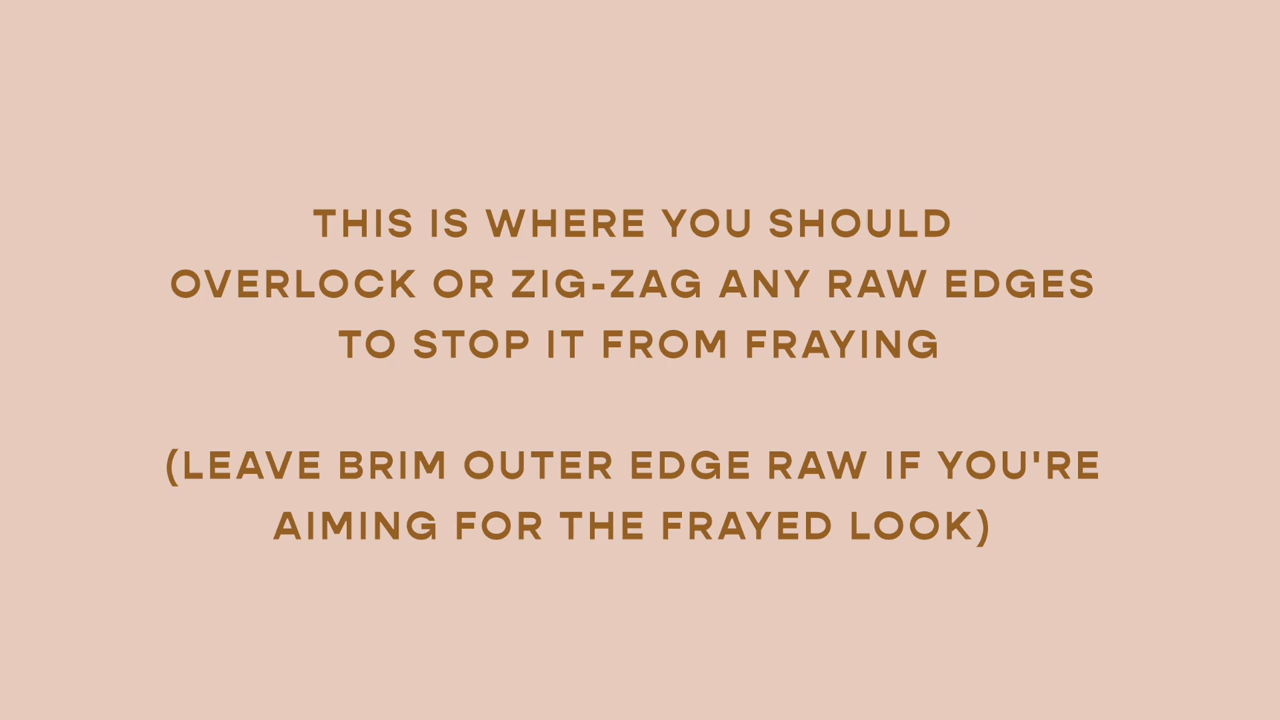 THIS IS WHERE YOU SHOULD
OVERLOCK OR ZIG-ZAG ANY RAW EDGES
TO STOP IT FROM FRAYING
(LEAVE BRIM OUTER EDGE RAW IF YOU'RE
AIMING FOR THE FRAYED LOOK)